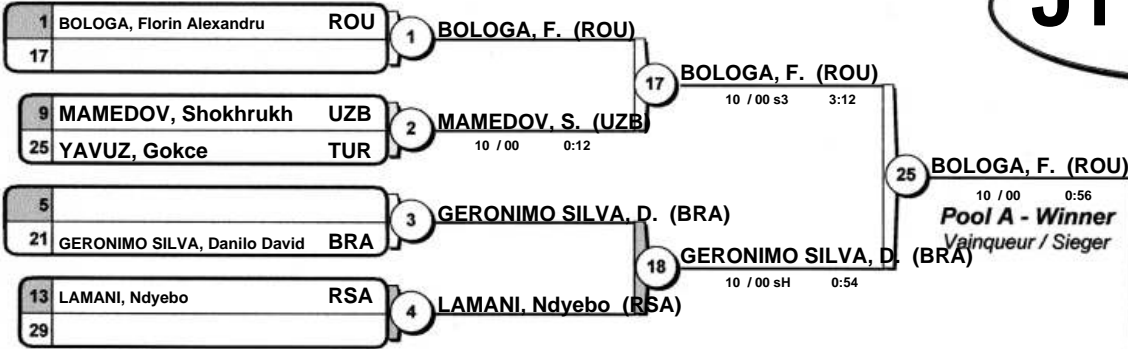 J1
1 BOLOGA, Florin Alexandru ROU
17
1 BOLOGA, F. (ROU)
9 MAMEDOV, Shokhrukh UZB
25 YAVUZ, Gokce TUR
2 MAMEDOV, S. (UZB)
10 / 00 0:12
17 BOLOGA, F. (ROU)
10 / 00 s3 3:12
5
21 GERONIMO SILVA, Danilo David BRA
3 GERONIMO SILVA, D. (BRA)
13 LAMANI, Ndyebo RSA
29
4 LAMANI, Ndyebo (RSA)
18 GERONIMO SILVA, D. (BRA)
10 / 00 sH 0:54
25 BOLOGA, F. (ROU)
10 / 00 0:56
Pool A - Winner
Vainqueur / Sieger